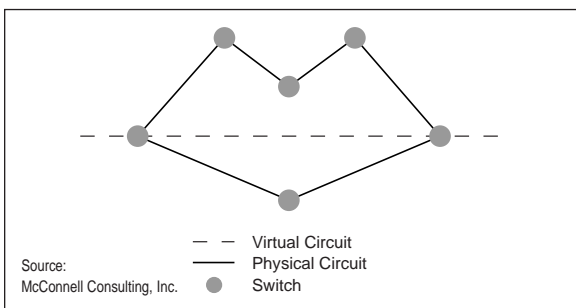 Virtual Circuit
Physical Circuit
Switch
Source:
McConnell Consulting, Inc.